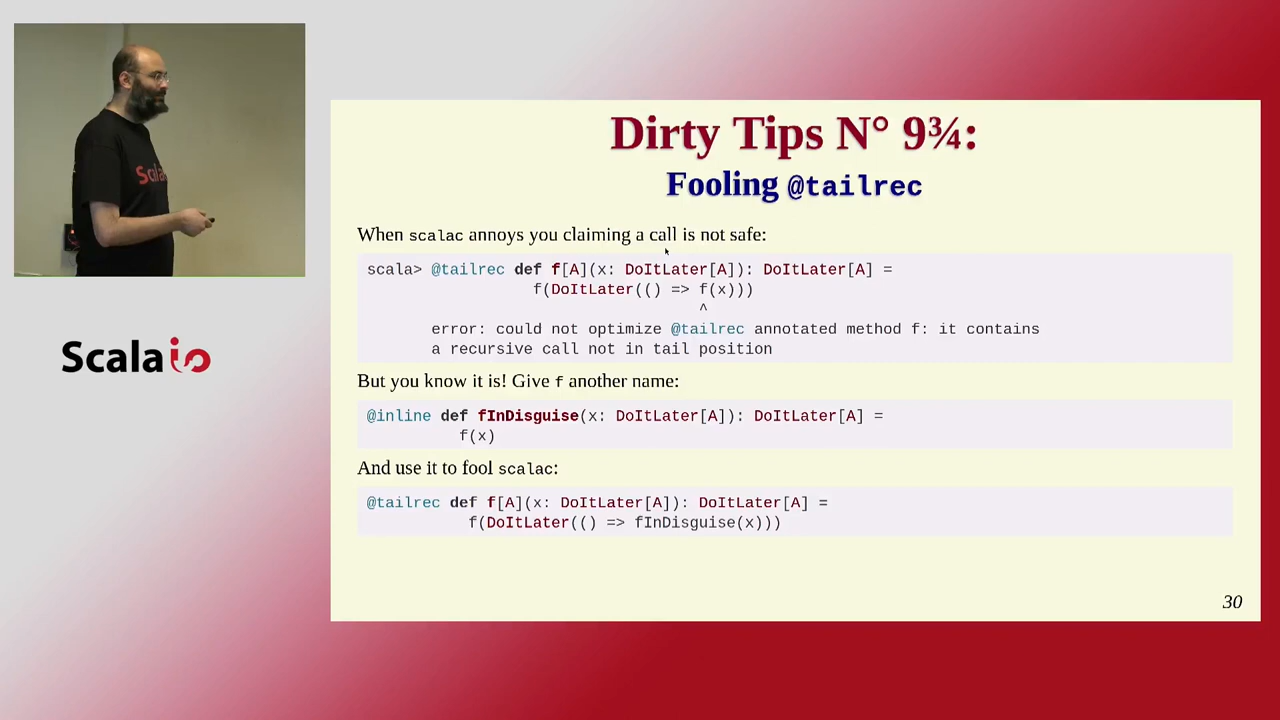 Dirty Tips N° 9¾:
Fooling @tailrec
When scalac annoys you claiming a call is not safe:
scala> @tailrec def f[A](x: DoItLater[A]): DoItLater[A] =
f(DoItLater(() => f(x)))
^
error: could not optimize @tailrec annotated method f: it contains
a recursive call not in tail position
But you know it is! Give f another name:
@inline def fInDisguise(x: DoItLater[A]): DoItLater[A] =
f(x)
And use it to fool scalac:
@tailrec def f[A](x: DoItLater[A]): DoItLater[A] =
f(DoItLater(() => fInDisguise(x)))
30
Scala
Scalaio